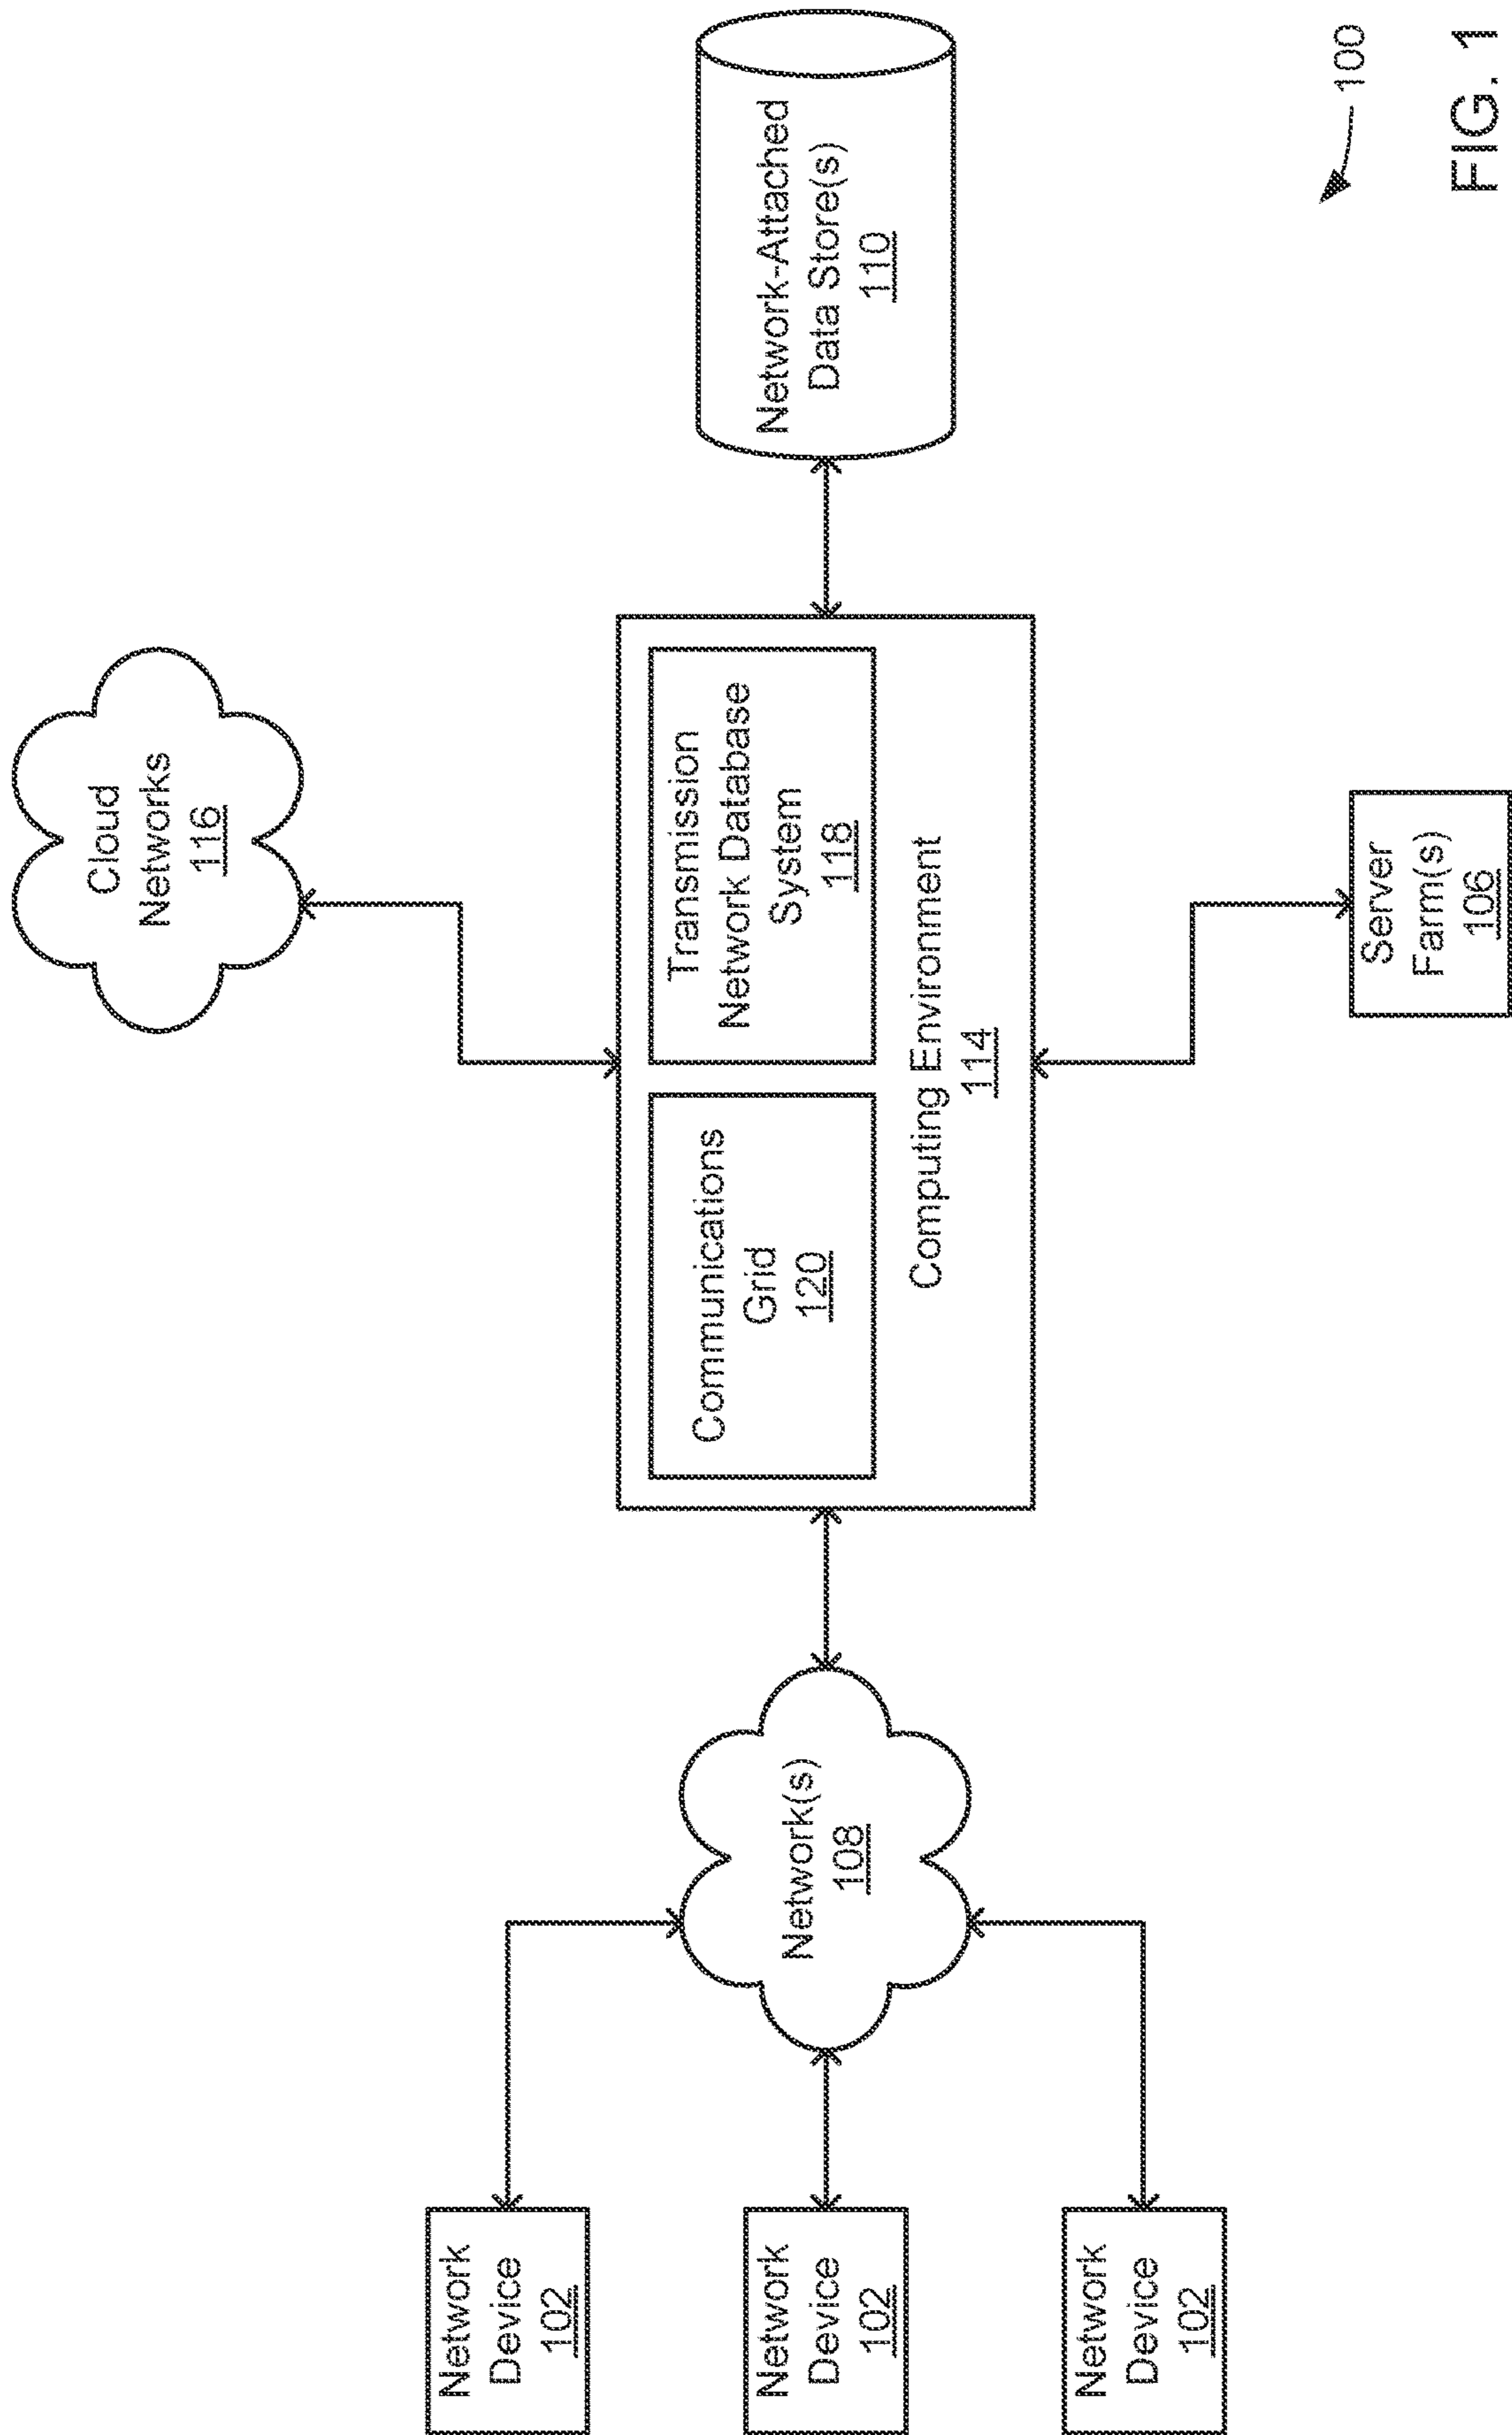 Cloud
Networks
116
Network
Device
102
Network
Device
102
Network
Device
102
Network(s)
108
Communications
Grid
120
Transmission
Network Database
System
118
Computing Environment
114
Network-Attached
Data Store(s)
110
Server
Farm(s)
106
100
FIG. 1